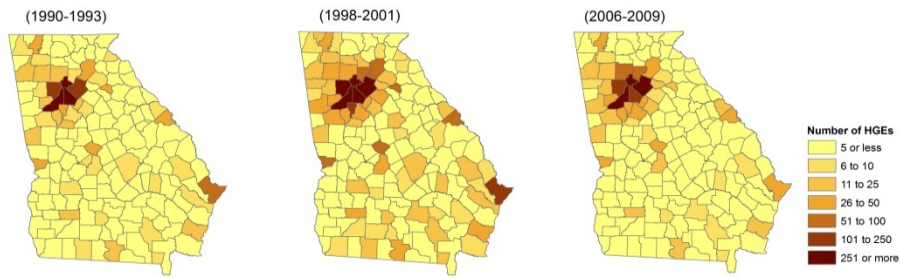 (1990-1993)
(1998-2001)
(2006-2009)
Number of HGEs
5 or less
6 to 10
11 to 25
26 to 50
51 to 100
101 to 250
251 or more